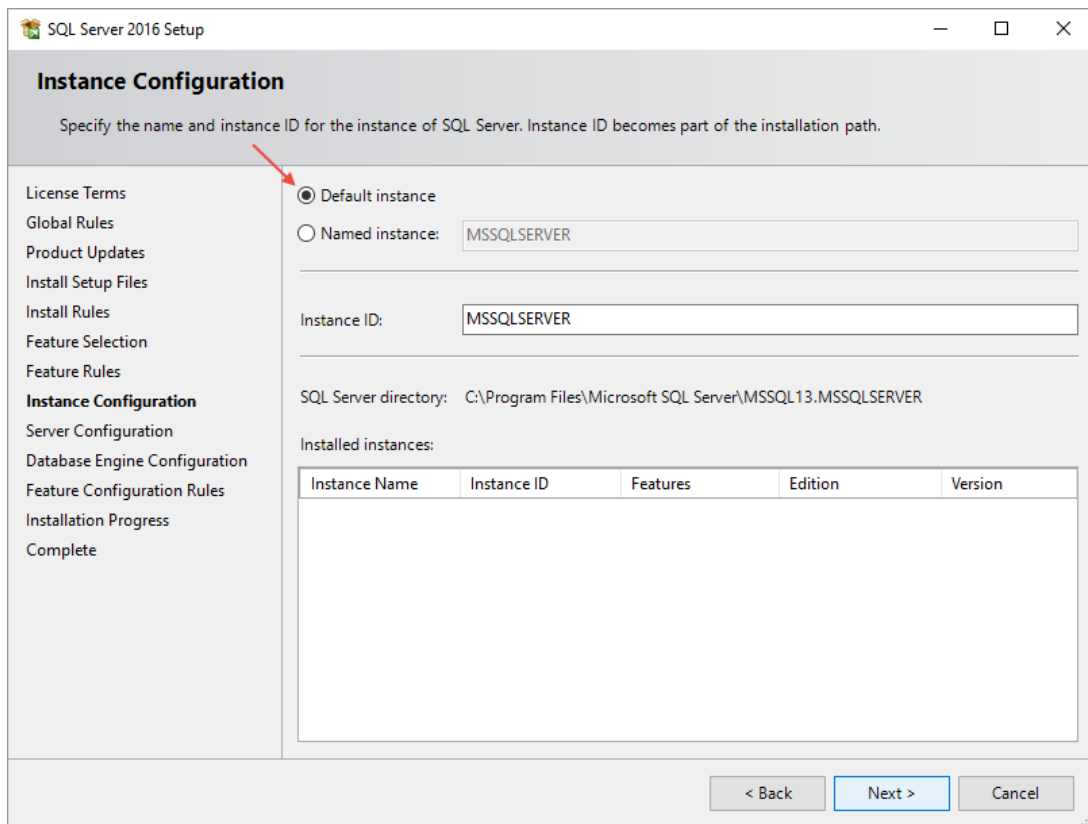 SQL Server 2016 Setup
Instance Configuration
Specify the name and instance ID for the instance of SQL Server. Instance ID becomes part of the installation path.
License Terms
Global Rules
Product Updates
Install Setup Files
Install Rules
Feature Selection
Feature Rules
Instance Configuration
Server Configuration
Database Engine Configuration
Feature Configuration Rules
Installation Progress
Complete
Default instance
Named instance: MSSQLSERVER
Instance ID: MSSQLSERVER
SQL Server directory: C:\Program Files\Microsoft SQL Server\MSSQL13.MSSQLSERVER
Installed instances:
Instance Name Instance ID Features Edition Version
< Back Next > Cancel